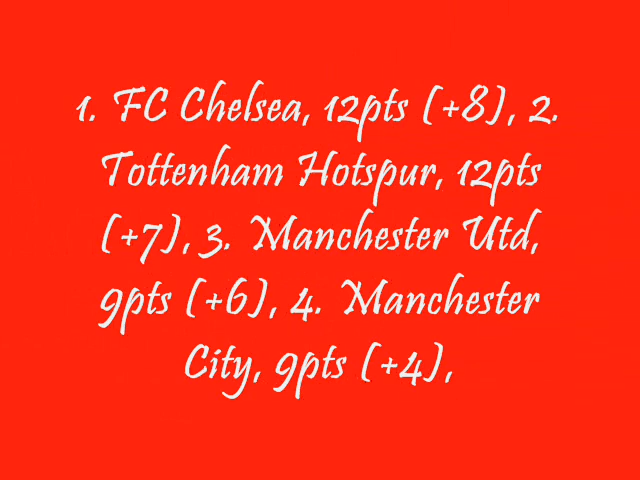 1. FC Chelsea, 12pts (+8), 2.
Tottenham Hotspur, 12pts
(+7), 3. Manchester Utd,
9pts (+6), 4. Manchester
City, 9pts (+4),